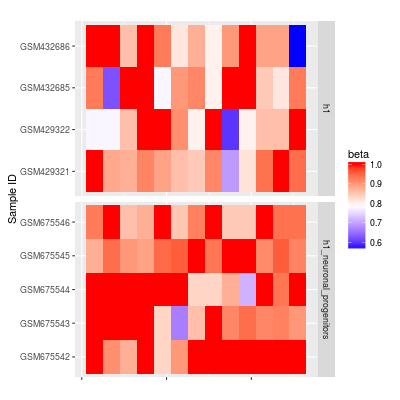 GSM432686
GSM432685
GSM429322
GSM429321
h1
GSM675546
GSM675545
GSM675544
GSM675543
GSM675542
h1_neuronal_progenitors
Sample ID
beta
1.0
0.9
0.8
0.7
0.6